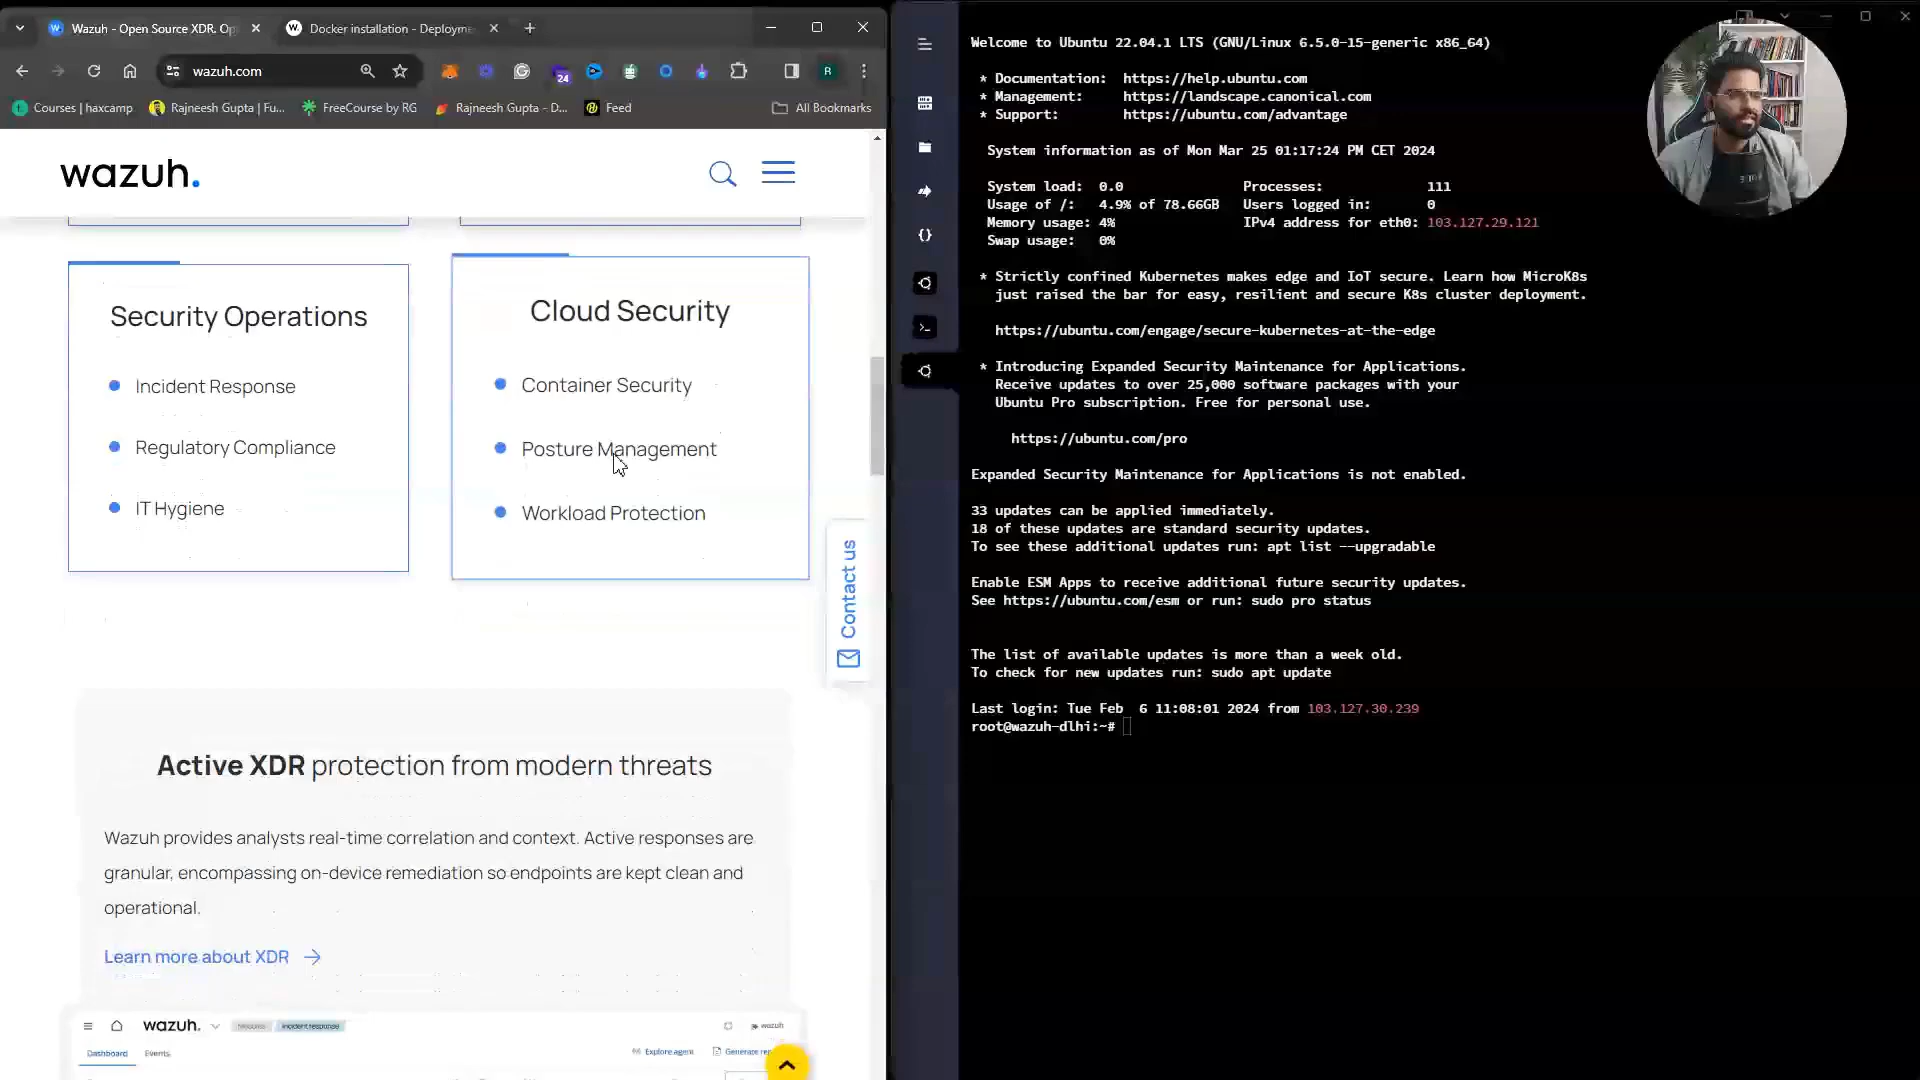 Wazuh - Open Source XDR. Op
Docker installation - Deployme
wazuh.com
24
R
Courses | haxcamp
Rajneesh Gupta | Fu...
FreeCourse by RG
Rajneesh Gupta - D...
Feed
All Bookmarks
wazuh.
Security Operations
Incident Response
Regulatory Compliance
IT Hygiene
Cloud Security
Container Security
Posture Management
Workload Protection
Contact us
Active XDR protection from modern threats
Wazuh provides analysts real-time correlation and context. Active responses are
granular, encompassing on-device remediation so endpoints are kept clean and
operational.
Learn more about XDR
wazuh.
Incident response
wazuh
Dashboard
Events
Explore agent
Generate rep
Welcome to Ubuntu 22.04.1 LTS (GNU/Linux 6.5.0-15-generic x86_64)
* Documentation: https://help.ubuntu.com
* Management: https://landscape.canonical.com
* Support: https://ubuntu.com/advantage
System information as of Mon Mar 25 01:17:24 PM CET 2024
System load: 0.0 Processes: 111
Usage of /: 4.9% of 78.66GB Users logged in: 0
Memory usage: 4% IPv4 address for eth0: 103.127.29.121
Swap usage: 0%
* Strictly confined Kubernetes makes edge and IoT secure. Learn how MicroK8s
just raised the bar for easy, resilient and secure K8s cluster deployment.
https://ubuntu.com/engage/secure-kubernetes-at-the-edge
* Introducing Expanded Security Maintenance for Applications.
Receive updates to over 25,000 software packages with your
Ubuntu Pro subscription. Free for personal use.
https://ubuntu.com/pro
Expanded Security Maintenance for Applications is not enabled.
33 updates can be applied immediately.
18 of these updates are standard security updates.
To see these additional updates run: apt list --upgradable
Enable ESM Apps to receive additional future security updates.
See https://ubuntu.com/esm or run: sudo pro status
The list of available updates is more than a week old.
To check for new updates run: sudo apt update
Last login: Tue Feb 6 11:08:01 2024 from 103.127.30.239
root@wazuh-dlhi:~#